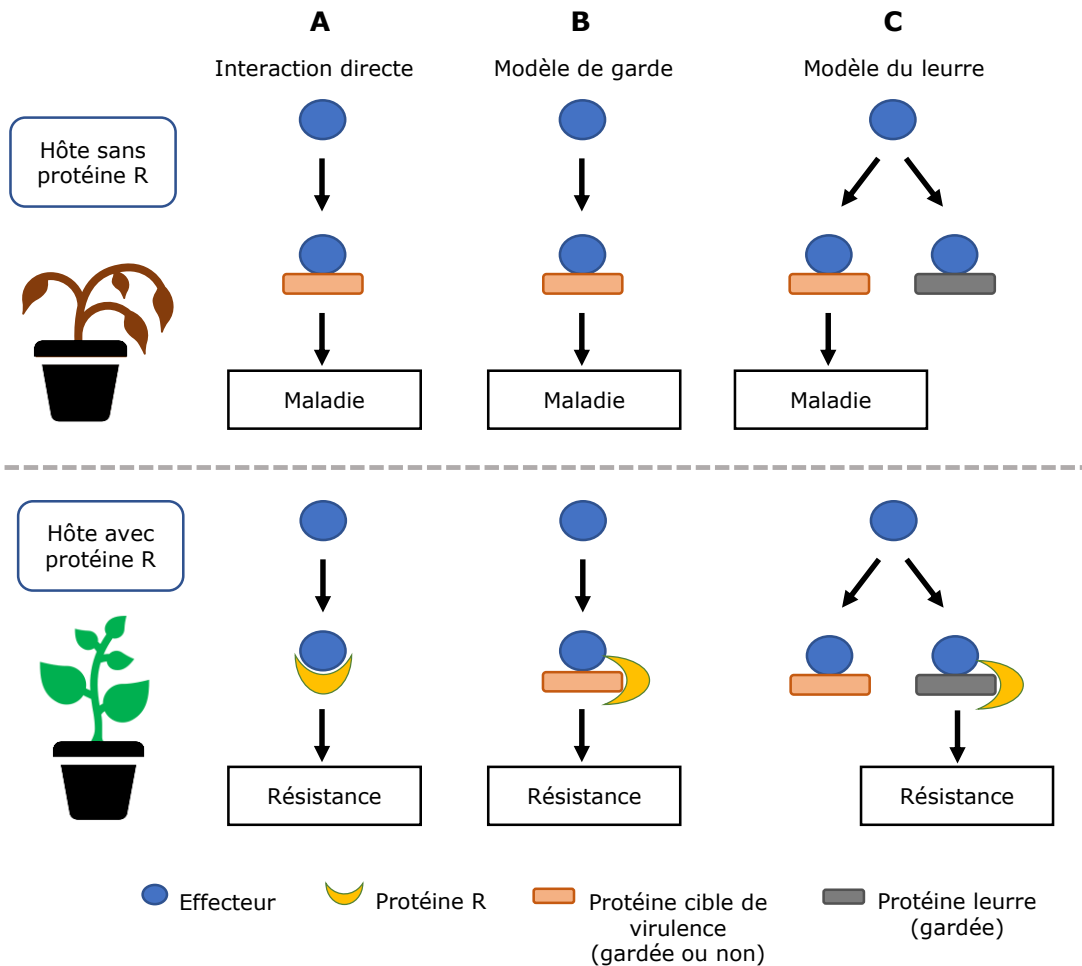 A
B
C
Interaction directe
Modèle de garde
Modèle du leurre
Hôte sans
protéine R
Maladie
Maladie
Maladie
Hôte avec
protéine R
Résistance
Résistance
Résistance
Effecteur
Protéine R
Protéine cible de
virulence
(gardée ou non)
Protéine leurre
(gardée)